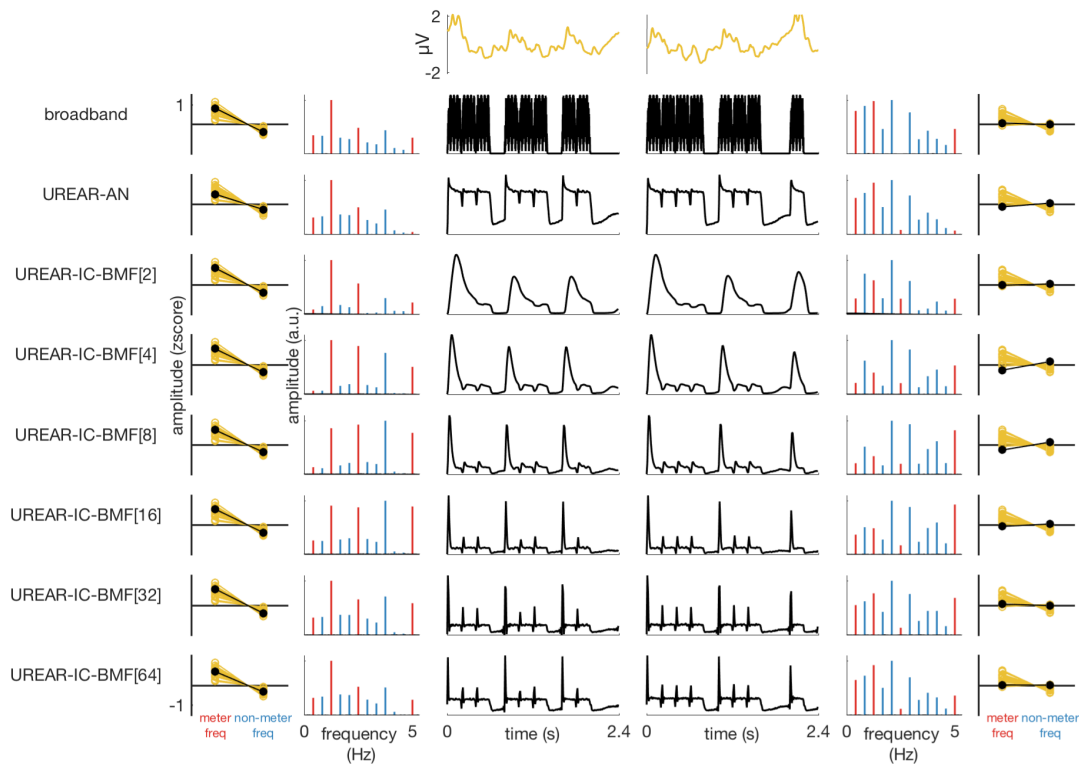 2
µV
-2
broadband
1
UREAR-AN
UREAR-IC-BMF[2]
UREAR-IC-BMF[4]
UREAR-IC-BMF[8]
UREAR-IC-BMF[16]
UREAR-IC-BMF[32]
UREAR-IC-BMF[64]
amplitude (zscore)
amplitude (a.u.)
-1
meter non-meter
freq freq
0 frequency 5
(Hz)
0 time (s) 2.4
0 time (s) 2.4
0 frequency 5
(Hz)
meter non-meter
freq freq